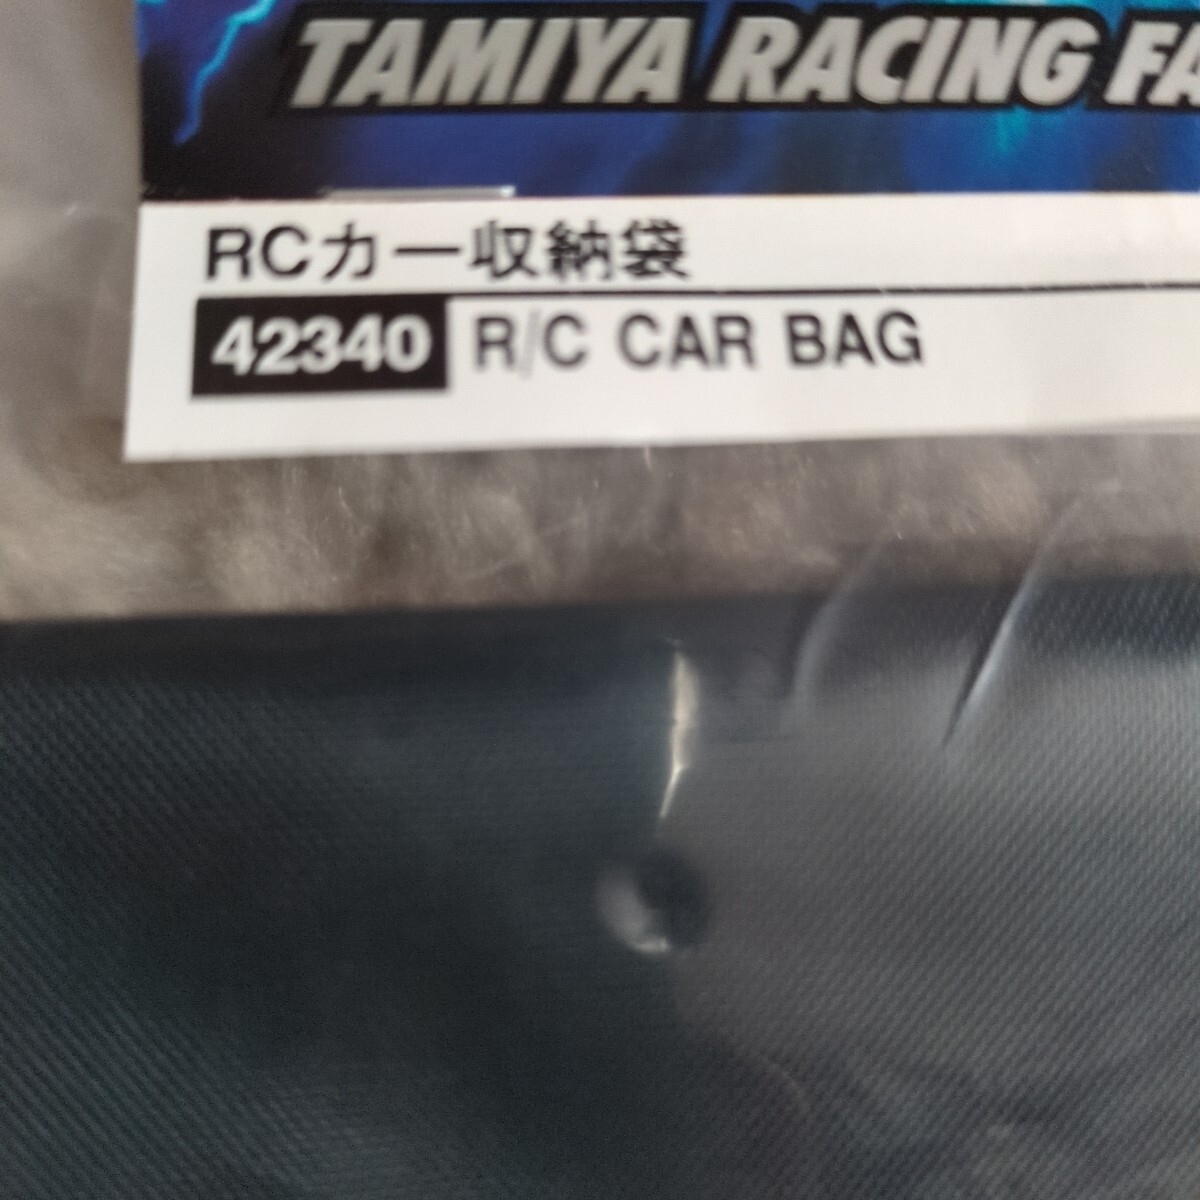 TAMIYA RACING FA
RCカー収納袋
42340 R/C CAR BAG